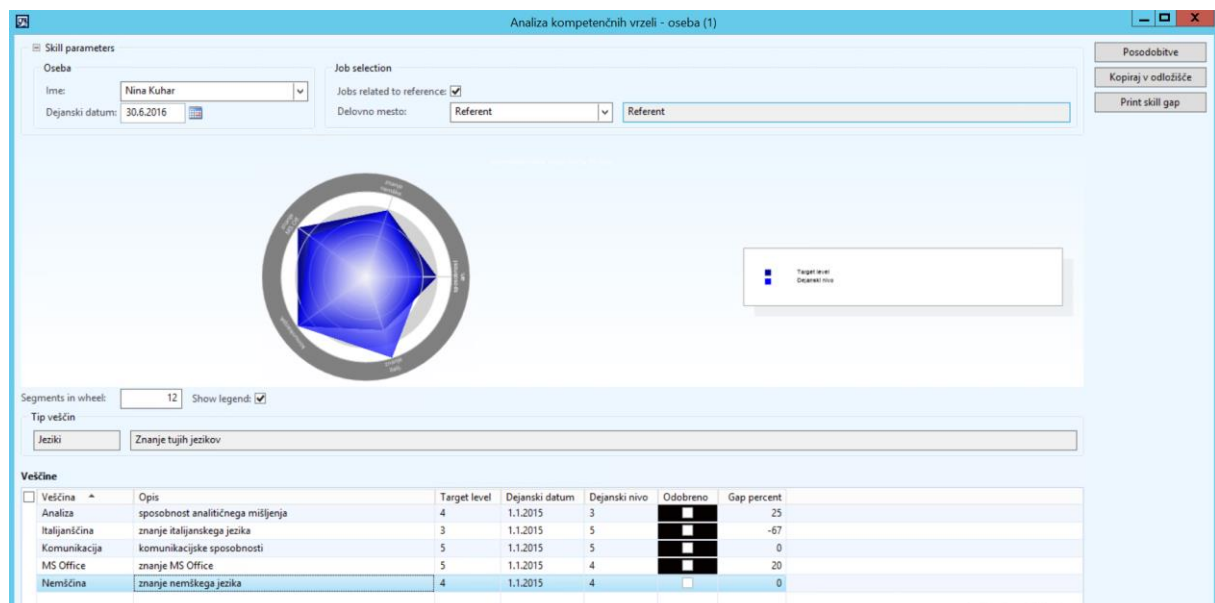 Analiza kompetenčnih vrzeli - oseba (1)
Skill parameters
Oseba
Ime: Nina Kuhar
Dejanski datum: 30.6.2016
Job selection
Jobs related to reference:
Delovno mesto: Referent Referent
Posodobitve
Kopiraj v odložišče
Print skill gap
znanje
MS Off
komunikacijske
Target level
Dejanski nivo
Segments in wheel: 12 Show legend:
Tip veščin
Jeziki Znanje tujih jezikov
Veščine
Veščina Opis Target level Dejanski datum Dejanski nivo Odobreno Gap percent
Analiza sposobnost analitičnega mišljenja 4 1.1.2015 3 25
Italijanščina znanje italijanskega jezika 3 1.1.2015 5 -67
Komunikacija komunikacijske sposobnosti 5 1.1.2015 5 0
MS Office znanje MS Office 5 1.1.2015 4 20
Nemščina znanje nemškega jezika 4 1.1.2015 4 0